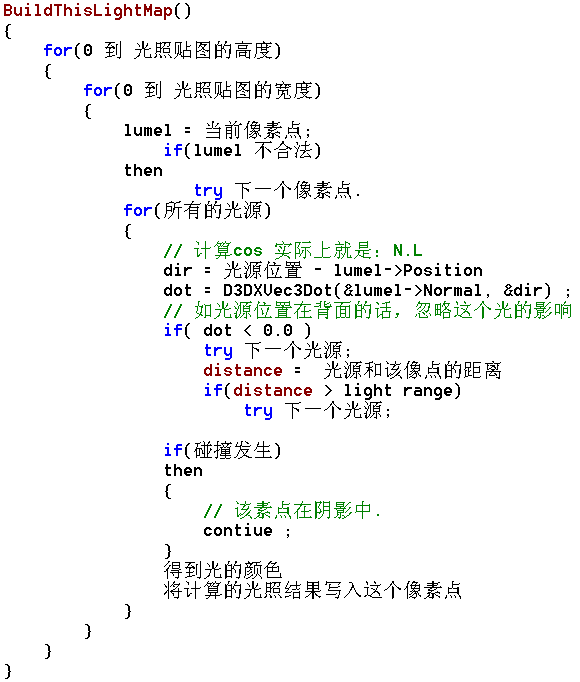 BuildThisLightMap()
{
    for(0 到 光照贴图的高度)
    {
        for(0 到 光照贴图的宽度)
        {
            lumel = 当前像素点;
                if(lumel 不合法)
            then
                   try 下一个像素点.
            for(所有的光源)
            {
                // 计算cos 实际上就是: N.L
                dir = 光源位置 - lumel->Position
                dot = D3DXVec3Dot(&lumel->Normal, &dir) ;
                // 如光源位置在背面的话，忽略这个光的影响
                if( dot < 0.0 )
                    try 下一个光源;
                    distance =  光源和该像点的距离
                    if(distance > light range)
                        try 下一个光源;

                if(碰撞发生)
                then
                {
                    // 该素点在阴影中.
                    contiue ;
                }
                得到光的颜色
                将计算的光照结果写入这个像素点
            }
        }
    }
}